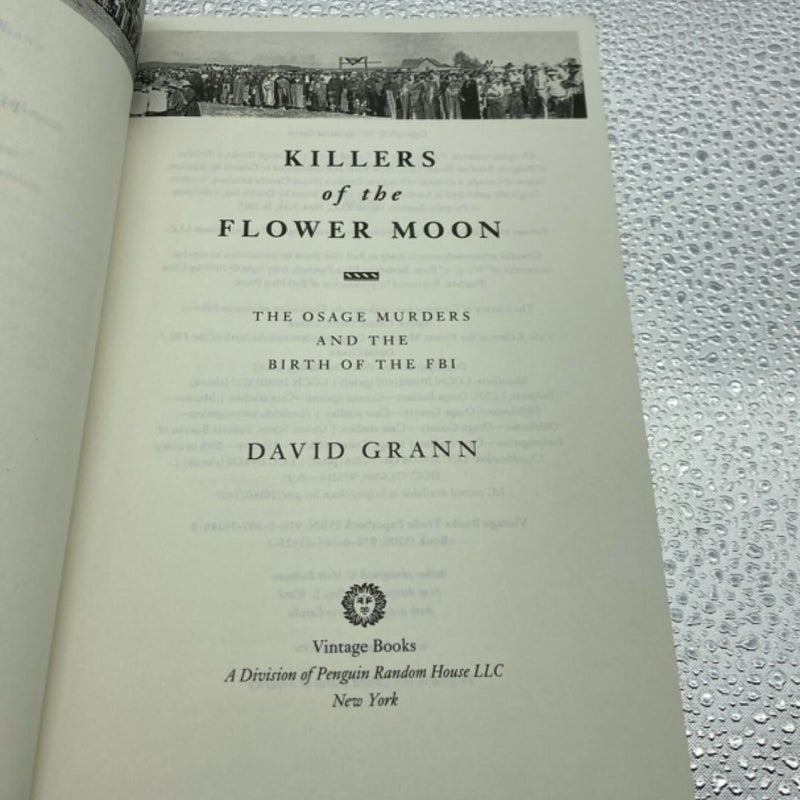 KILLERS
of the
FLOWER MOON
THE OSAGE MURDERS
AND THE
BIRTH OF THE FBI
DAVID GRANN
Vintage Books
A Division of Penguin Random House LLC
New York